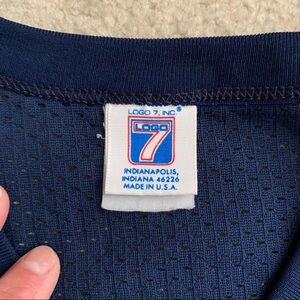 LOGO 7, INC®
LOGO
7
INDIANAPOLIS,
INDIANA 46226
MADE IN U.S.A.